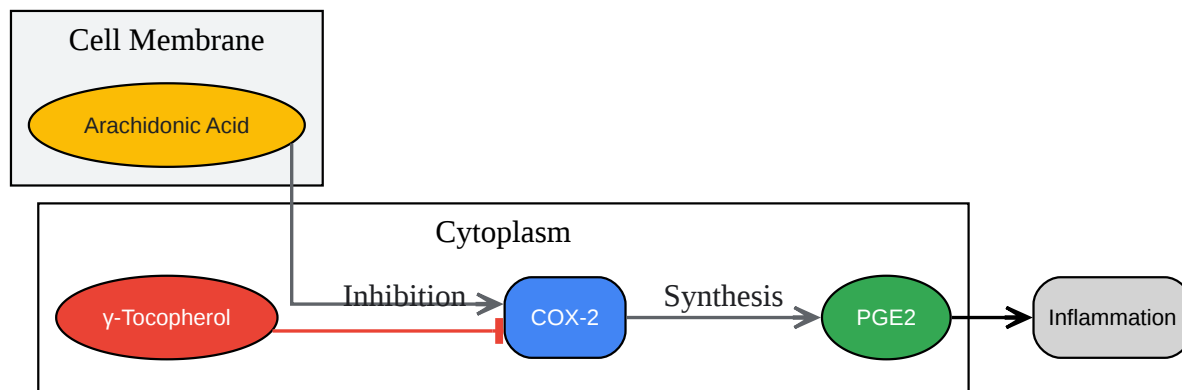 Cell Membrane
Arachidonic Acid
Cytoplasm
γ-Tocopherol
Inhibition
COX-2
Synthesis
PGE2
Inflammation